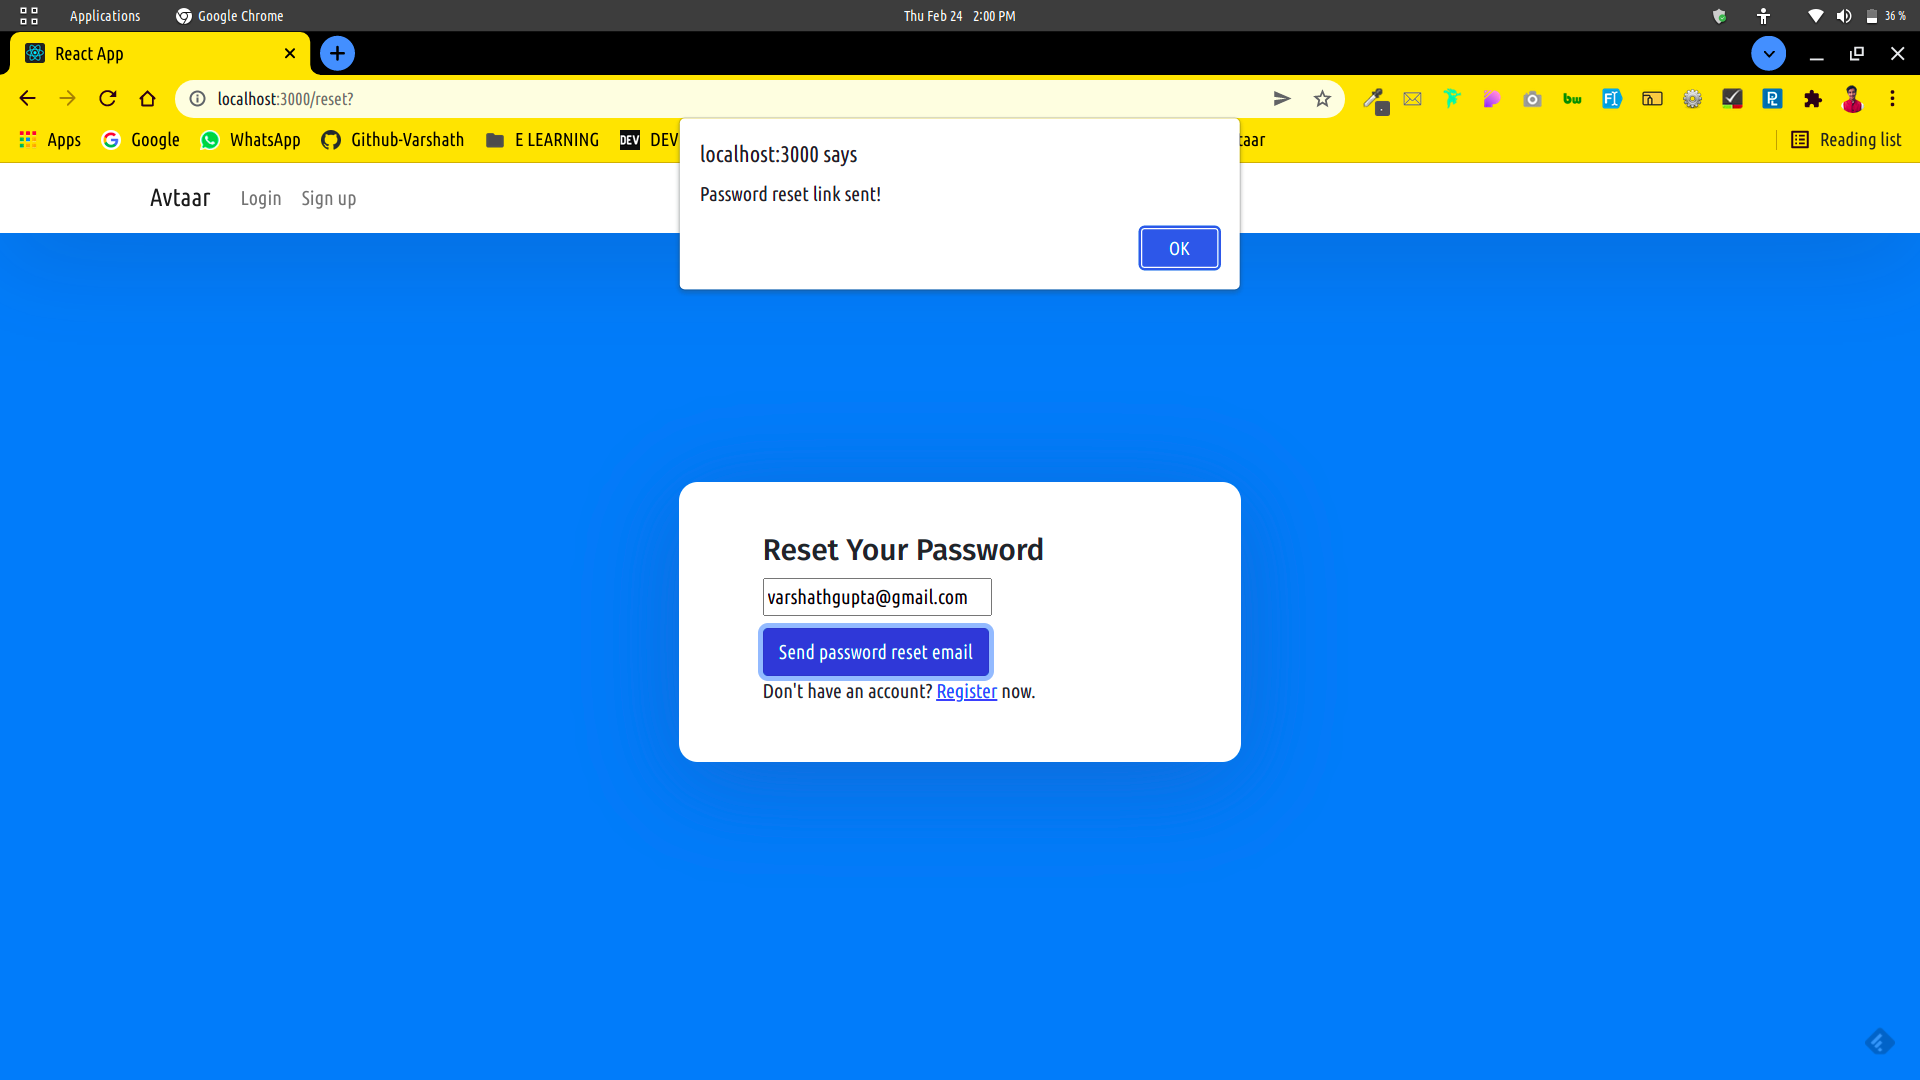 Applications Google Chrome Thu Feb 24 2:00 PM 36 %
React App
localhost:3000/reset?
Apps Google WhatsApp Github-Varshath E LEARNING DEV DEV taar Reading list
localhost:3000 says
Password reset link sent!
OK
Avtaar Login Sign up
Reset Your Password
varshathgupta@gmail.com
Send password reset email
Don't have an account? Register now.